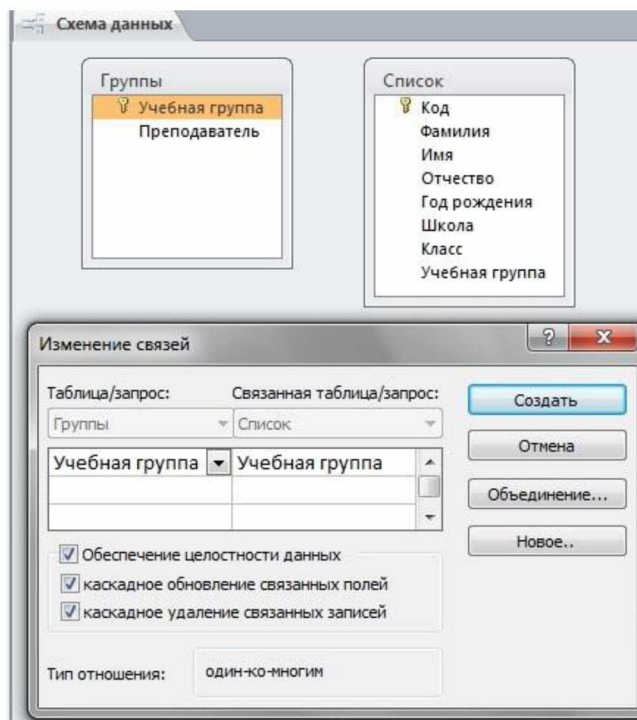 Схема данных
Группы
Учебная группа
Преподаватель
Список
Код
Фамилия
Имя
Отчество
Год рождения
Школа
Класс
Учебная группа
Изменение связей
Таблица/запрос: Связанная таблица/запрос:
Группы Список
Учебная группа Учебная группа
Обеспечение целостности данных
каскадное обновление связанных полей
каскадное удаление связанных записей
Тип отношения: один-ко-многим
Создать
Отмена
Объединение...
Новое..